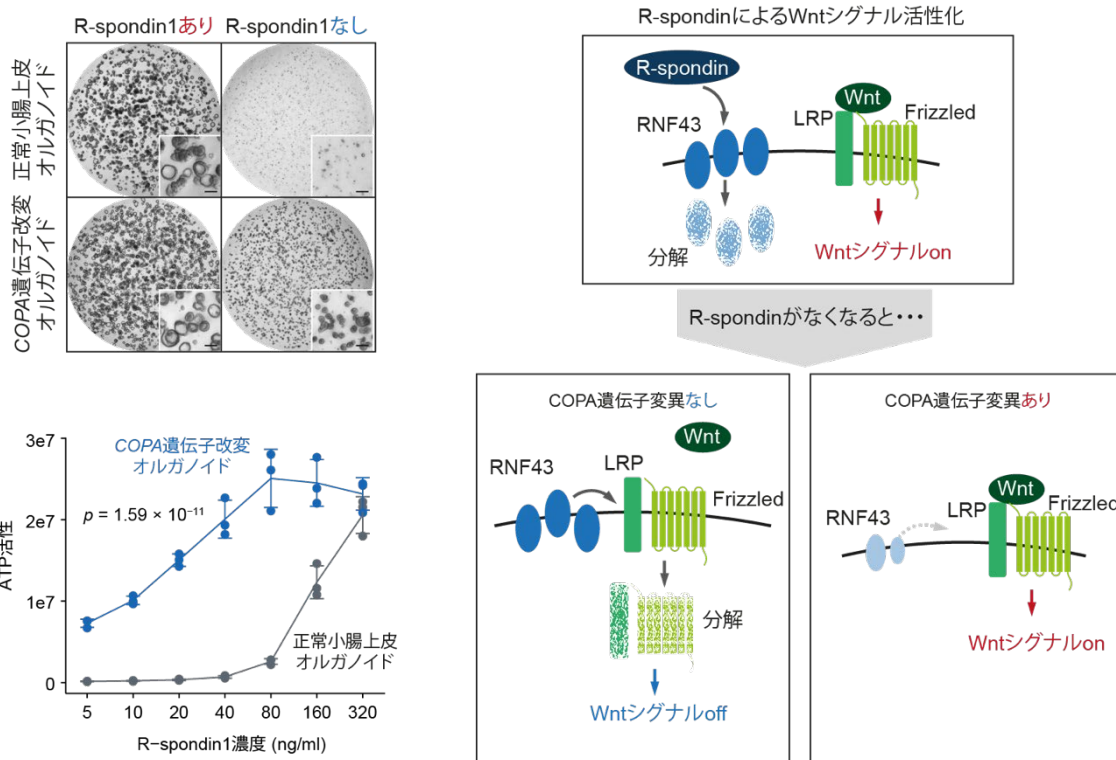 R-spondin1あり
R-spondin1なし
正常小腸上皮
オルガノイド
COPA遺伝子改変
オルガノイド
R-spondinによるWntシグナル活性化
R-spondin
RNF43
LRP
Wnt
Frizzled
分解
Wntシグナルon
R-spondinがなくなると・・・
COPA遺伝子変異なし
Wnt
RNF43
LRP
Frizzled
分解
Wntシグナルoff
COPA遺伝子変異あり
RNF43
LRP
Wnt
Frizzled
Wntシグナルon
ATP活性
3e7
2e7
1e7
0
COPA遺伝子改変
オルガノイド
p = 1.59 × 10⁻¹¹
正常小腸上皮
オルガノイド
5 10 20 40 80 160 320
R−spondin1濃度 (ng/ml)